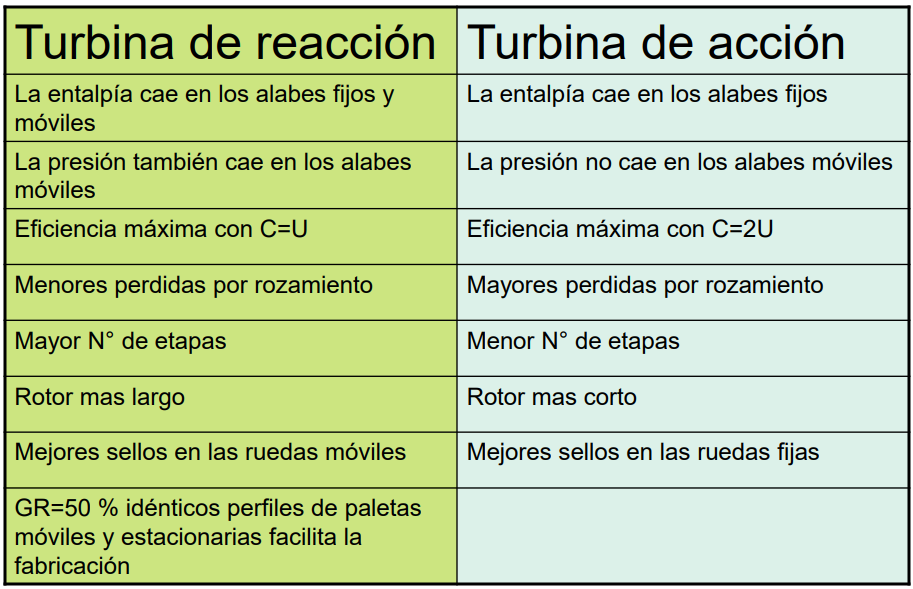 Turbina de reacción
Turbina de acción
La entalpía cae en los alabes fijos y
móviles
La entalpía cae en los alabes fijos
La presión también cae en los alabes
móviles
La presión no cae en los alabes móviles
Eficiencia máxima con C=U
Eficiencia máxima con C=2U
Menores perdidas por rozamiento
Mayores perdidas por rozamiento
Mayor N° de etapas
Menor N° de etapas
Rotor mas largo
Rotor mas corto
Mejores sellos en las ruedas móviles
Mejores sellos en las ruedas fijas
GR=50 % idénticos perfiles de paletas
móviles y estacionarias facilita la
fabricación